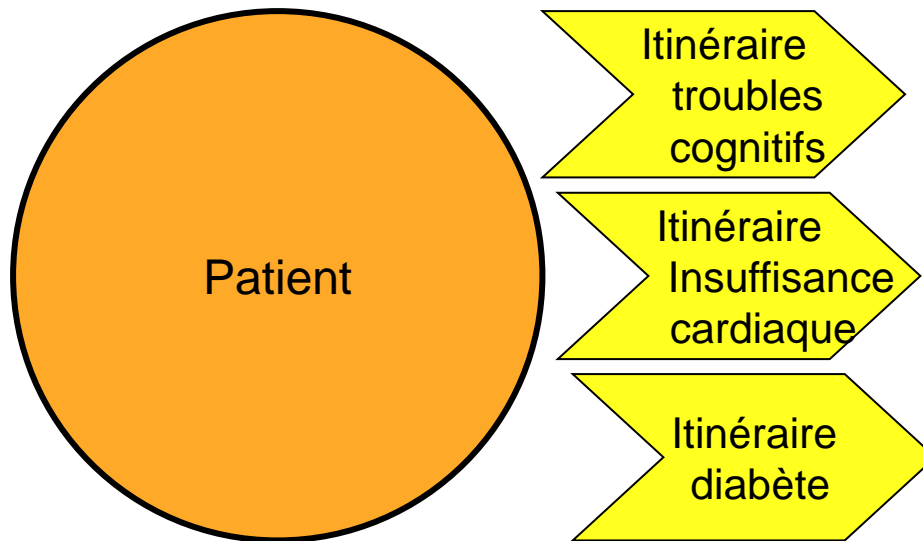 Patient
Itinéraire
troubles
cognitifs
Itinéraire
Insuffisance
cardiaque
Itinéraire
diabète